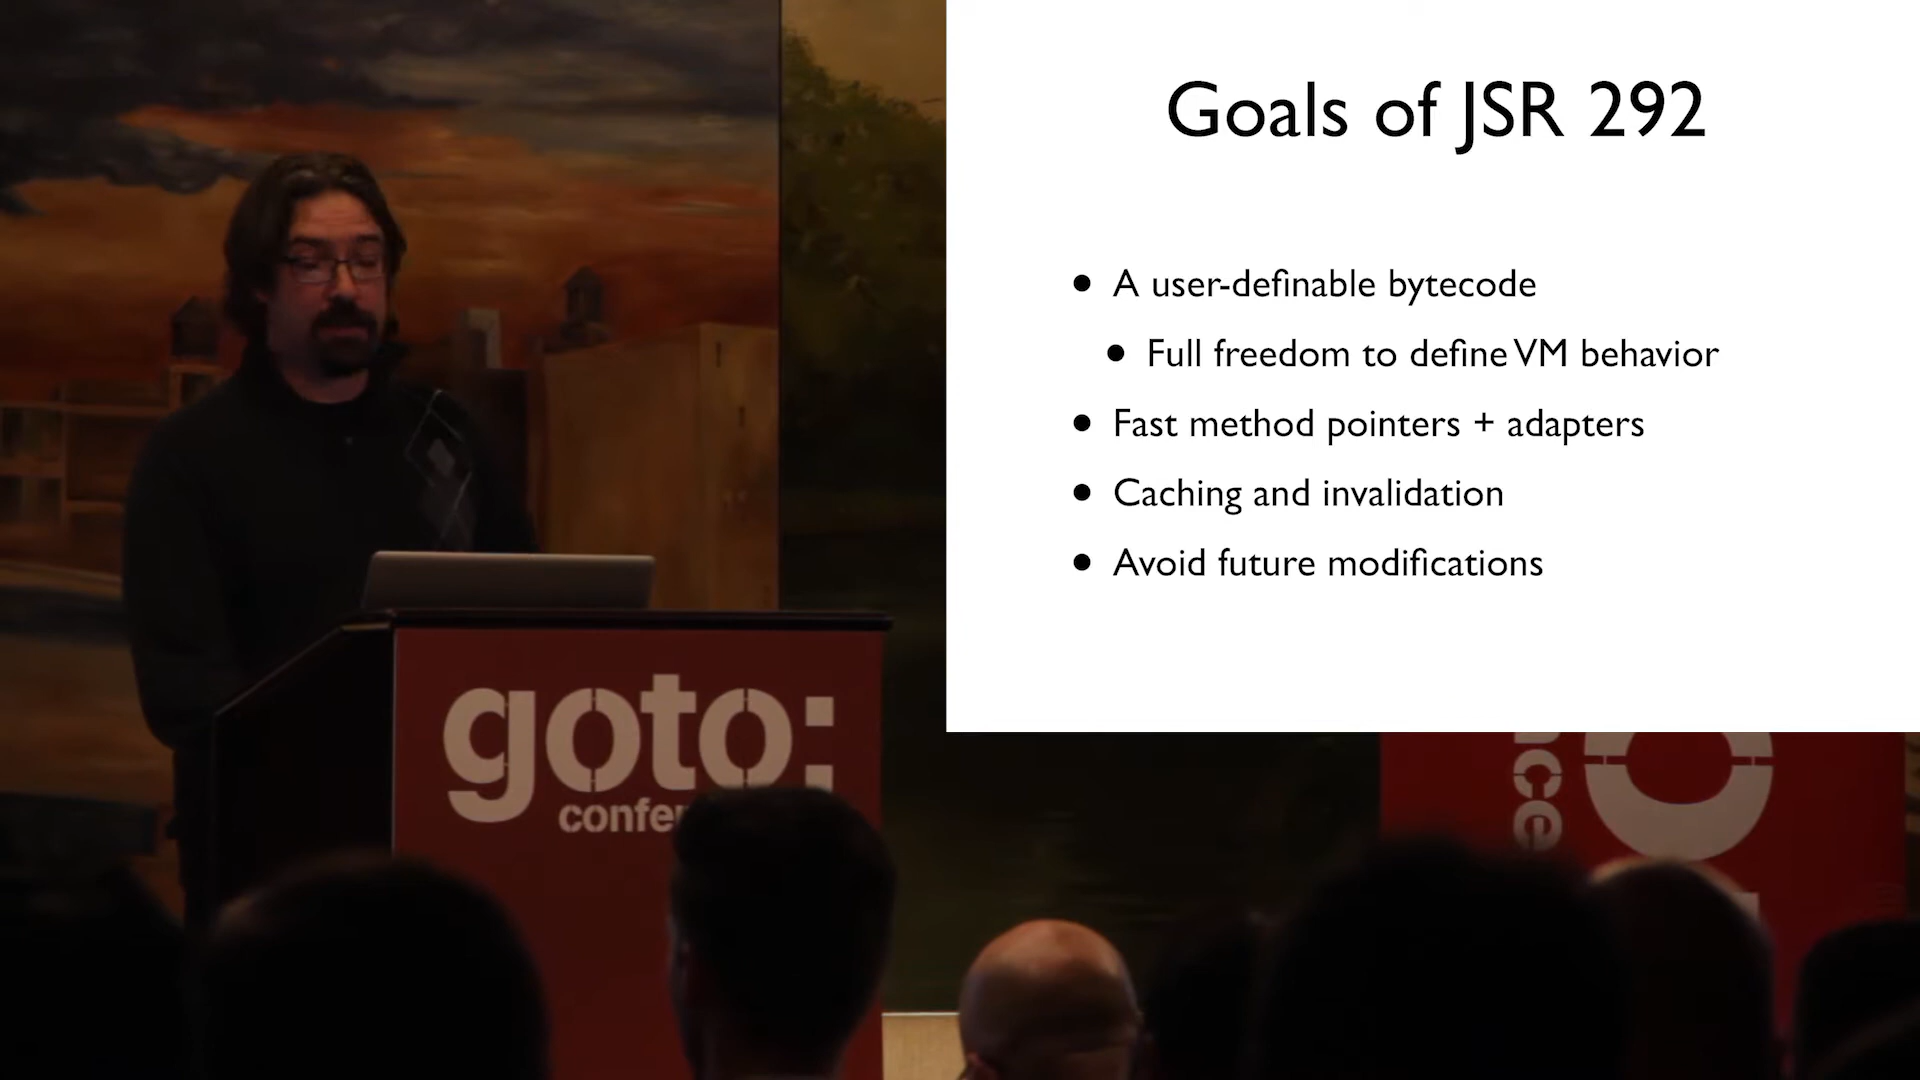 Goals of JSR 292
• A user-definable bytecode
• Full freedom to define VM behavior
• Fast method pointers + adapters
• Caching and invalidation
• Avoid future modifications
goto: